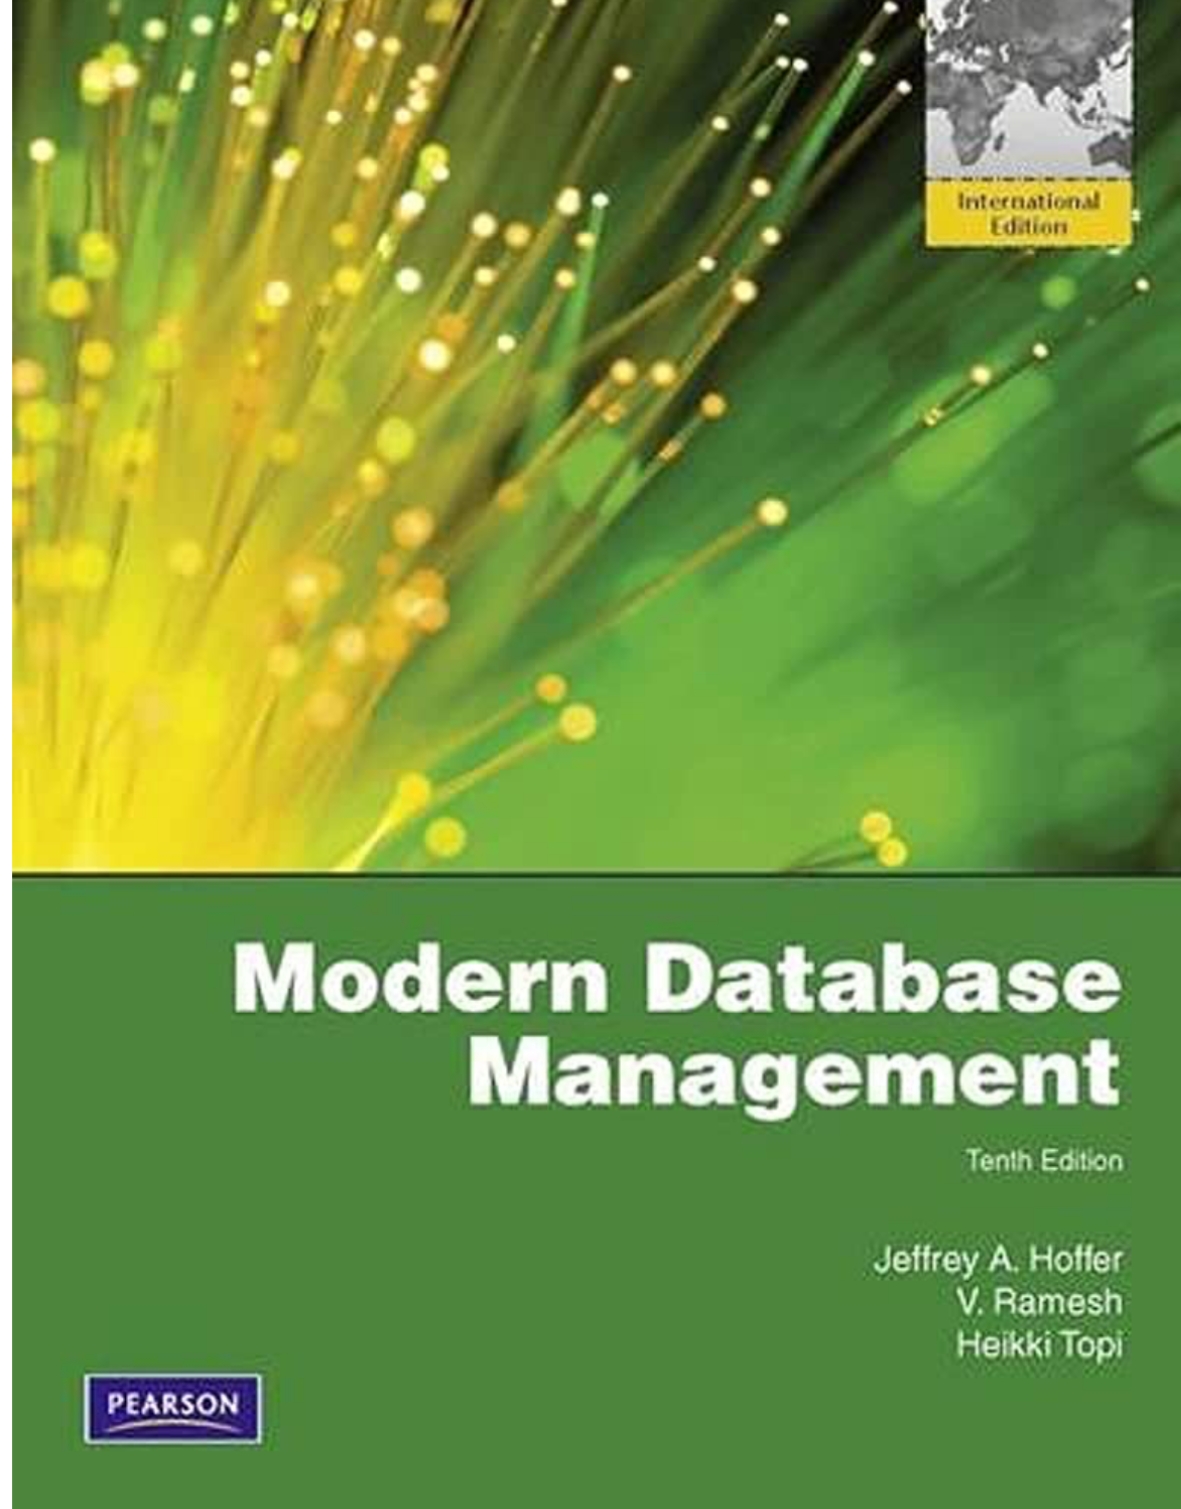 International
Edition
Modern Database
Management
Tenth Edition
Jeffrey A. Hoffer
V. Ramesh
Heikki Topi
PEARSON